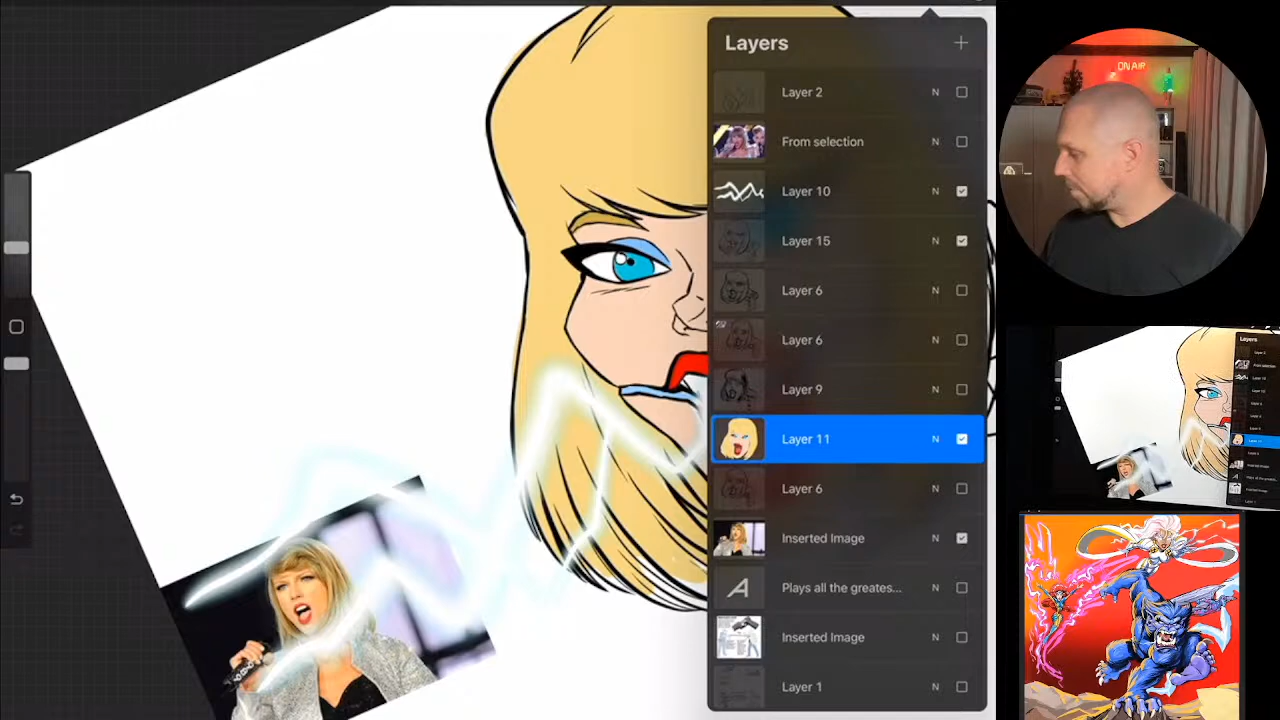 Layers
Layer 2 N
From selection N
Layer 10 N
Layer 15 N
Layer 6 N
Layer 6 N
Layer 9 N
Layer 11 N
Layer 6 N
Inserted Image N
Plays all the greates... N
Inserted Image N
Layer 1 N
ON AIR
Layers